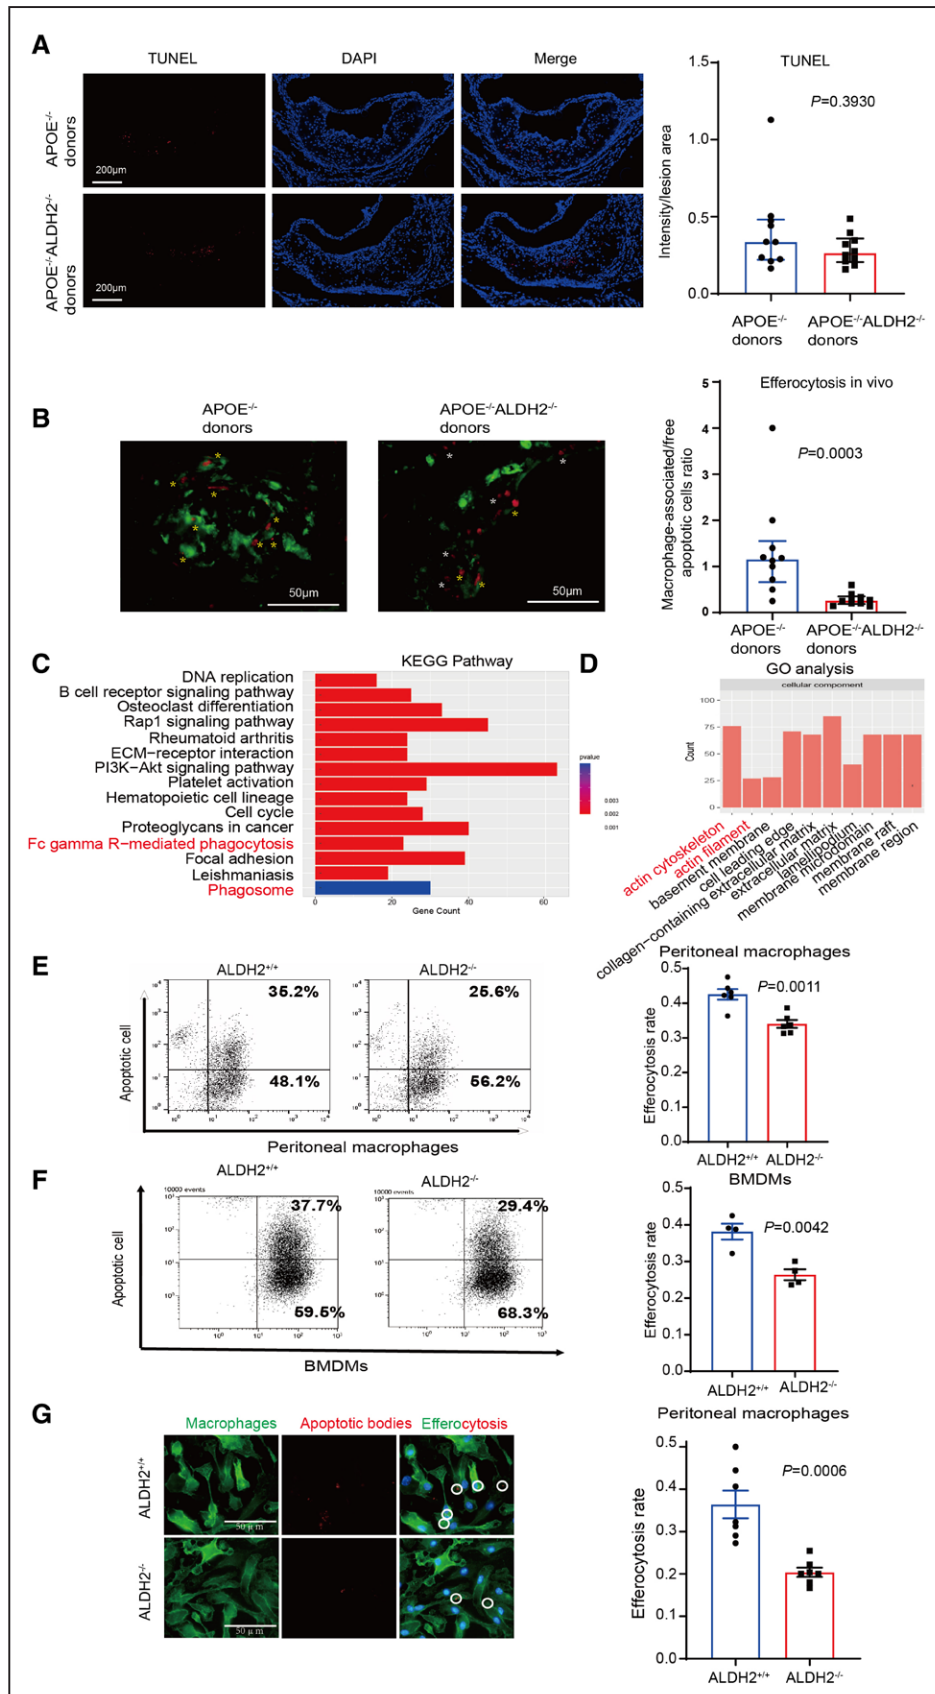 A
TUNEL
DAPI
Merge
APOE-/-
donors
200μm
APOE-/-ALDH2-/-
donors
200μm
TUNEL
P=0.3930
Intensity/lesion area
1.5
1.0
0.5
0.0
APOE-/-
donors
APOE-/-ALDH2-/-
donors
B
APOE-/-
donors
APOE-/-ALDH2-/-
donors
50μm
50μm
Efferocytosis in vivo
P=0.0003
Macrophage-associated/free
apoptotic cells ratio
5
4
3
2
1
0
APOE-/-
donors
APOE-/-ALDH2-/-
donors
C
KEGG Pathway
DNA replication
B cell receptor signaling pathway
Osteoclast differentiation
Rap1 signaling pathway
Rheumatoid arthritis
ECM−receptor interaction
PI3K−Akt signaling pathway
Platelet activation
Hematopoietic cell lineage
Cell cycle
Proteoglycans in cancer
Fc gamma R−mediated phagocytosis
Focal adhesion
Leishmaniasis
Phagosome
0 20 40 60
Gene Count
pvalue
0.003
0.002
0.001
D
GO analysis
cellular compoment
Count
100
75
50
25
0
actin cytoskeleton
actin filament
basement membrane
cell leading edge
collagen−containing extracellular matrix
extracellular matrix
lamellipodium
membrane microdomain
membrane raft
membrane region
E
ALDH2+/+
35.2%
48.1%
ALDH2-/-
25.6%
56.2%
Apoptotic cell
Peritoneal macrophages
Peritoneal macrophages
P=0.0011
Efferocytosis rate
0.5
0.4
0.3
0.2
0.1
0.0
ALDH2+/+
ALDH2-/-
F
ALDH2+/+
10000 events
37.7%
59.5%
ALDH2-/-
10000 events
29.4%
68.3%
Apoptotic cell
BMDMs
BMDMs
P=0.0042
Efferocytosis rate
0.5
0.4
0.3
0.2
0.1
0.0
ALDH2+/+
ALDH2-/-
G
Macrophages
Apoptotic bodies
Efferocytosis
ALDH2+/+
50 μm
ALDH2-/-
50 μm
Peritoneal macrophages
P=0.0006
Efferocytosis rate
0.5
0.4
0.3
0.2
0.1
0.0
ALDH2+/+
ALDH2-/-